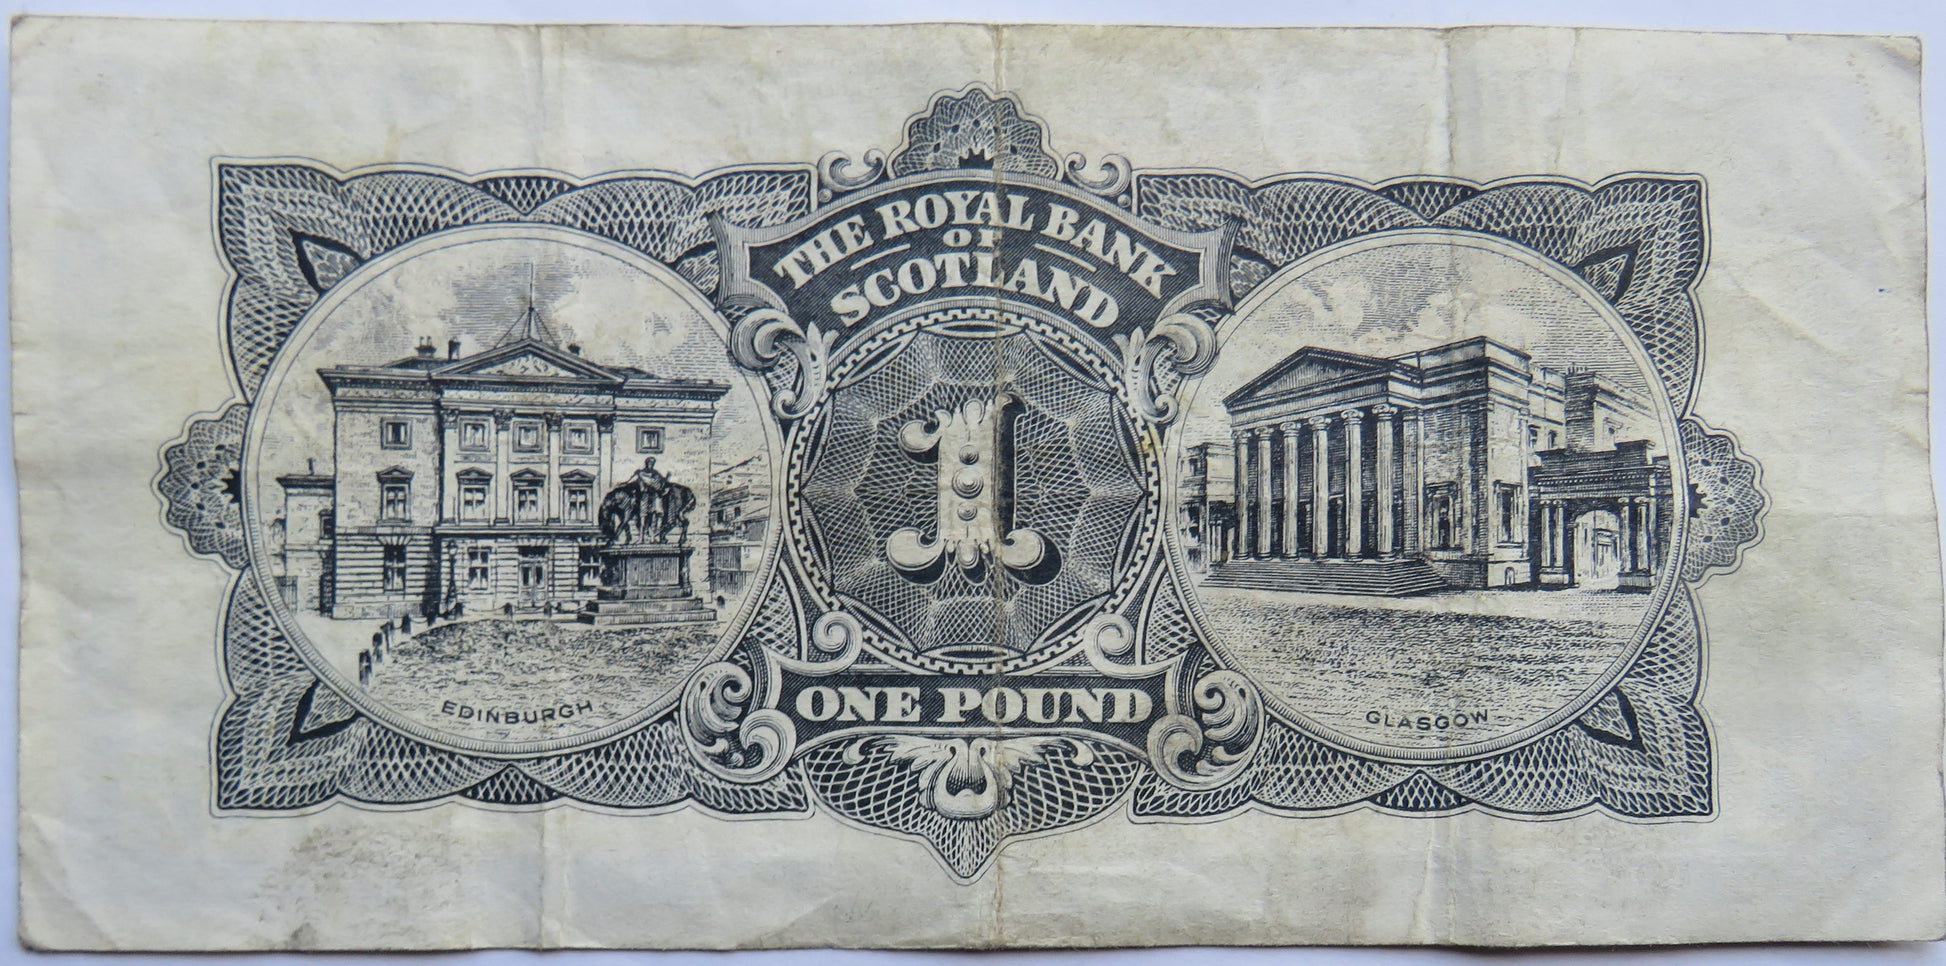 THE ROYAL BANK
OF
SCOTLAND
1
ONE POUND
EDINBURGH
GLASGOW